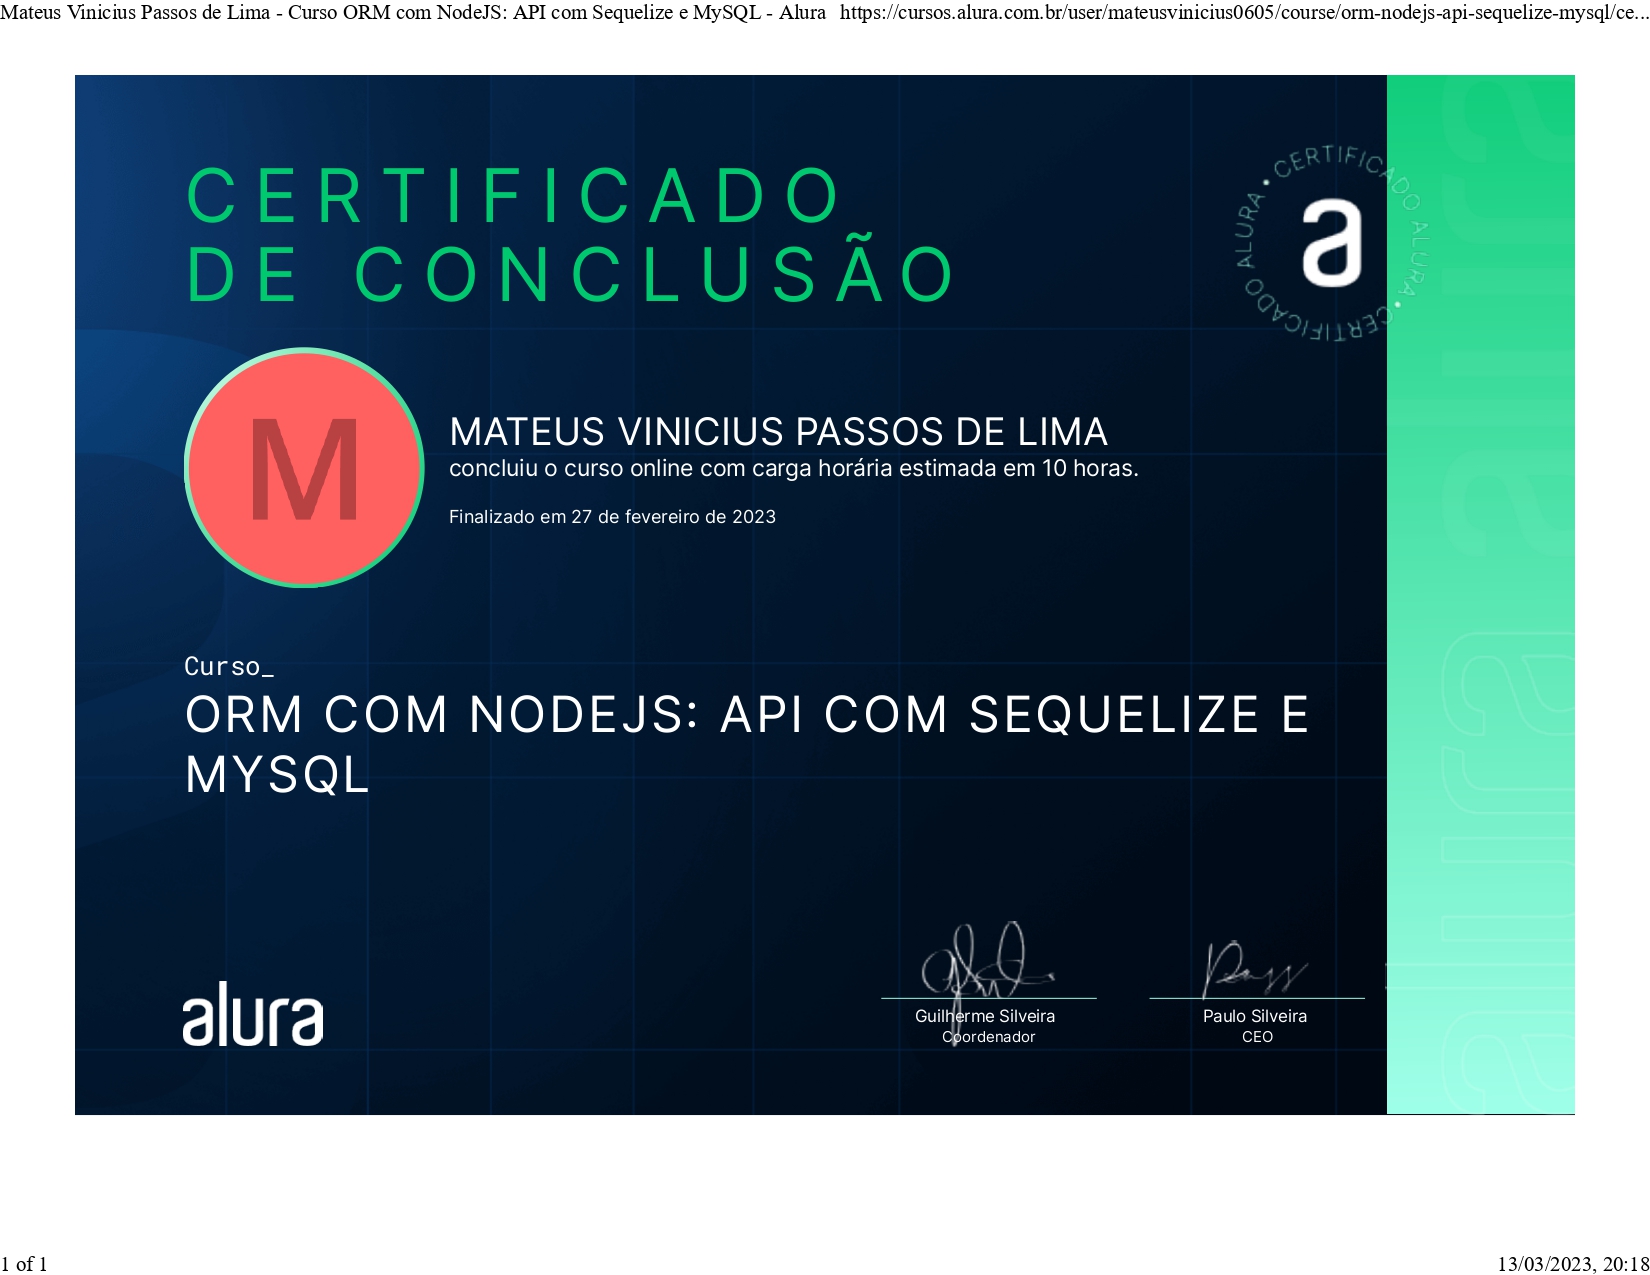 Mateus Vinicius Passos de Lima - Curso ORM com NodeJS: API com Sequelize e MySQL - Alura https://cursos.alura.com.br/user/mateusvinicius0605/course/orm-nodejs-api-sequelize-mysql/ce...
CERTIFICADO
DE CONCLUSÃO
CERTIFICADO ALURA • CERTIFICADO ALURA •
a
M
MATEUS VINICIUS PASSOS DE LIMA
concluiu o curso online com carga horária estimada em 10 horas.
Finalizado em 27 de fevereiro de 2023
Curso_
ORM COM NODEJS: API COM SEQUELIZE E
MYSQL
alura
Guilherme Silveira
Coordenador
Paulo Silveira
CEO
alura
alura
1 of 1
13/03/2023, 20:18